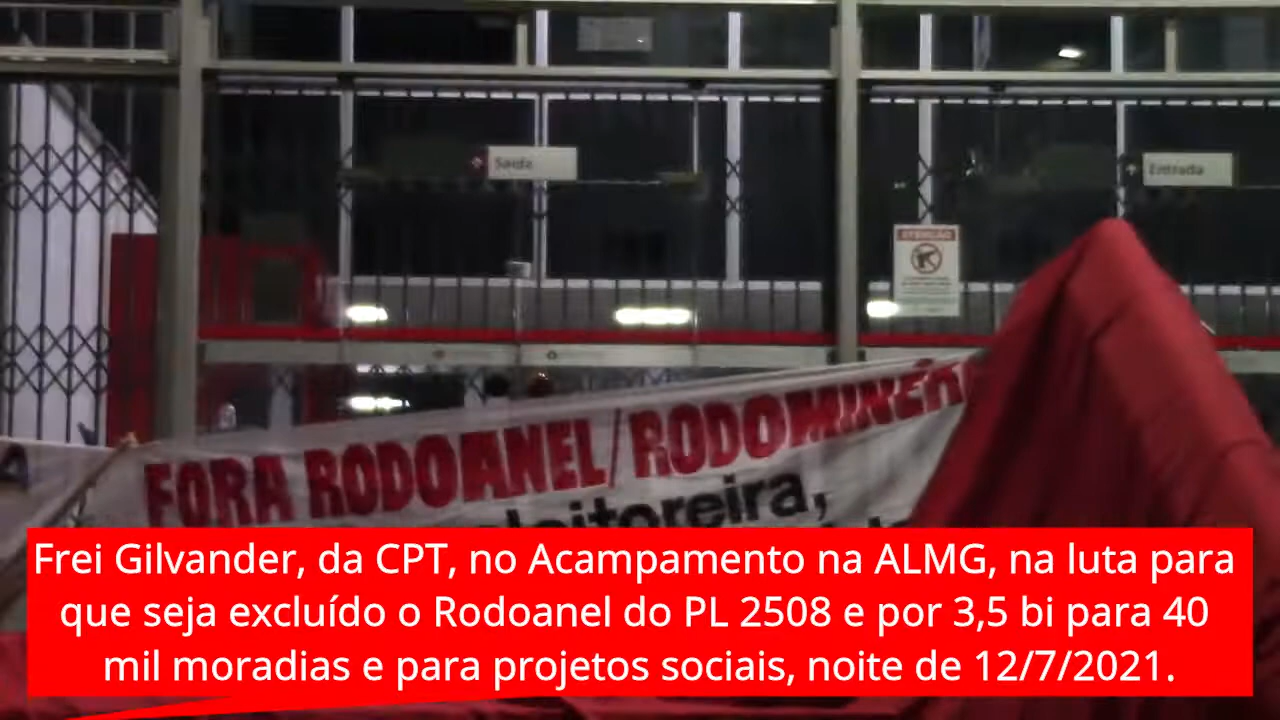 Saída
Entrada
ATENÇÃO
FORA RODOANEL/RODOMINÉR
eleitoreira,
A
Frei Gilvander, da CPT, no Acampamento na ALMG, na luta para
que seja excluído o Rodoanel do PL 2508 e por 3,5 bi para 40
mil moradias e para projetos sociais, noite de 12/7/2021.